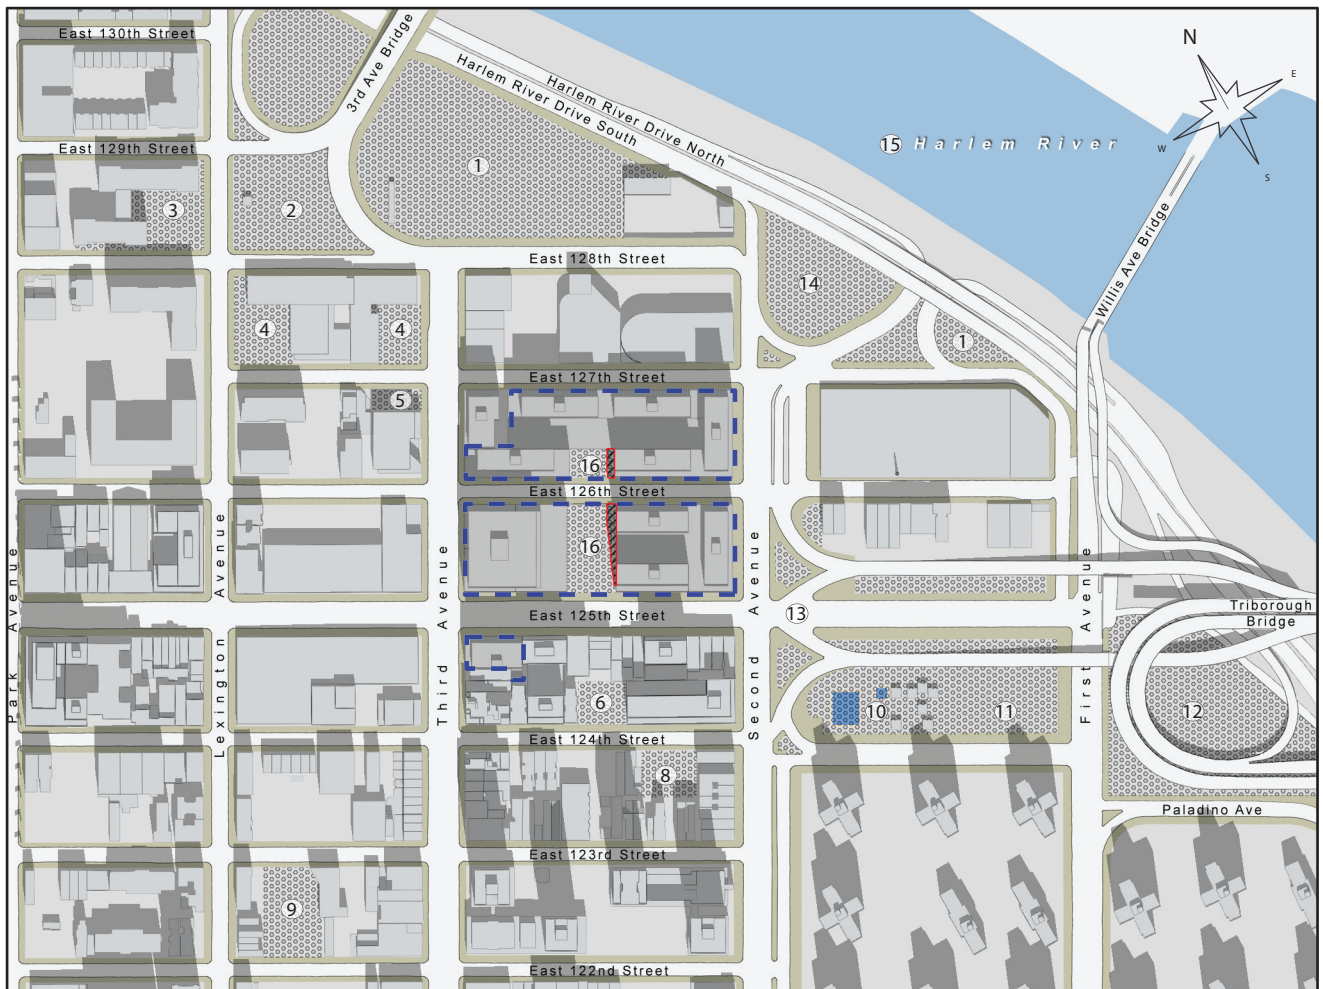 East 130th Street
3rd Ave Bridge
Harlem River Drive North
Harlem River Drive South
N
E
W
S
15 Harlem River
East 129th Street
1
3
2
Willis Ave Bridge
East 128th Street
14
4
4
1
East 127th Street
5
16
East 126th Street
16
Park Avenue
Lexington Avenue
Third Avenue
Second Avenue
First Avenue
East 125th Street
13
Triborough
Bridge
6
10
11
12
East 124th Street
8
Paladino Ave
East 123rd Street
9
East 122nd Street